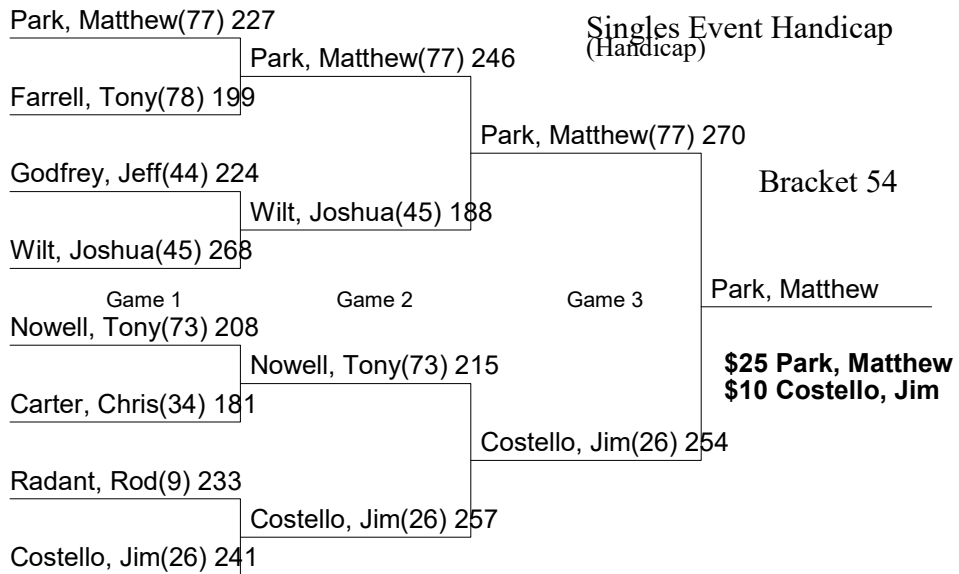 Park, Matthew(77) 227
Singles Event Handicap
(Handicap)
Park, Matthew(77) 246
Farrell, Tony(78) 199
Park, Matthew(77) 270
Godfrey, Jeff(44) 224
Bracket 54
Wilt, Joshua(45) 188
Wilt, Joshua(45) 268
Game 1
Game 2
Game 3
Park, Matthew
Nowell, Tony(73) 208
Nowell, Tony(73) 215
$25 Park, Matthew
$10 Costello, Jim
Carter, Chris(34) 181
Costello, Jim(26) 254
Radant, Rod(9) 233
Costello, Jim(26) 257
Costello, Jim(26) 241